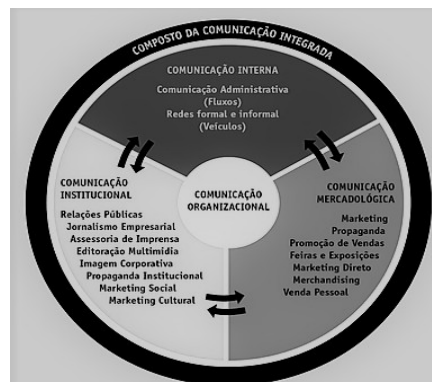 COMPOSTO DA COMUNICAÇÃO INTEGRADA
COMUNICAÇÃO INTERNA
Comunicação Administrativa
(Fluxos)
Redes formal e informal
(Veículos)
COMUNICAÇÃO
INSTITUCIONAL
Relações Públicas
Jornalismo Empresarial
Assessoria de Imprensa
Editoração Multimidia
Imagem Corporativa
Propaganda Institucional
Marketing Social
Marketing Cultural
COMUNICAÇÃO
ORGANIZACIONAL
COMUNICAÇÃO
MERCADOLÓGICA
Marketing
Propaganda
Promoção de Vendas
Feiras e Exposições
Marketing Direto
Merchandising
Venda Pessoal